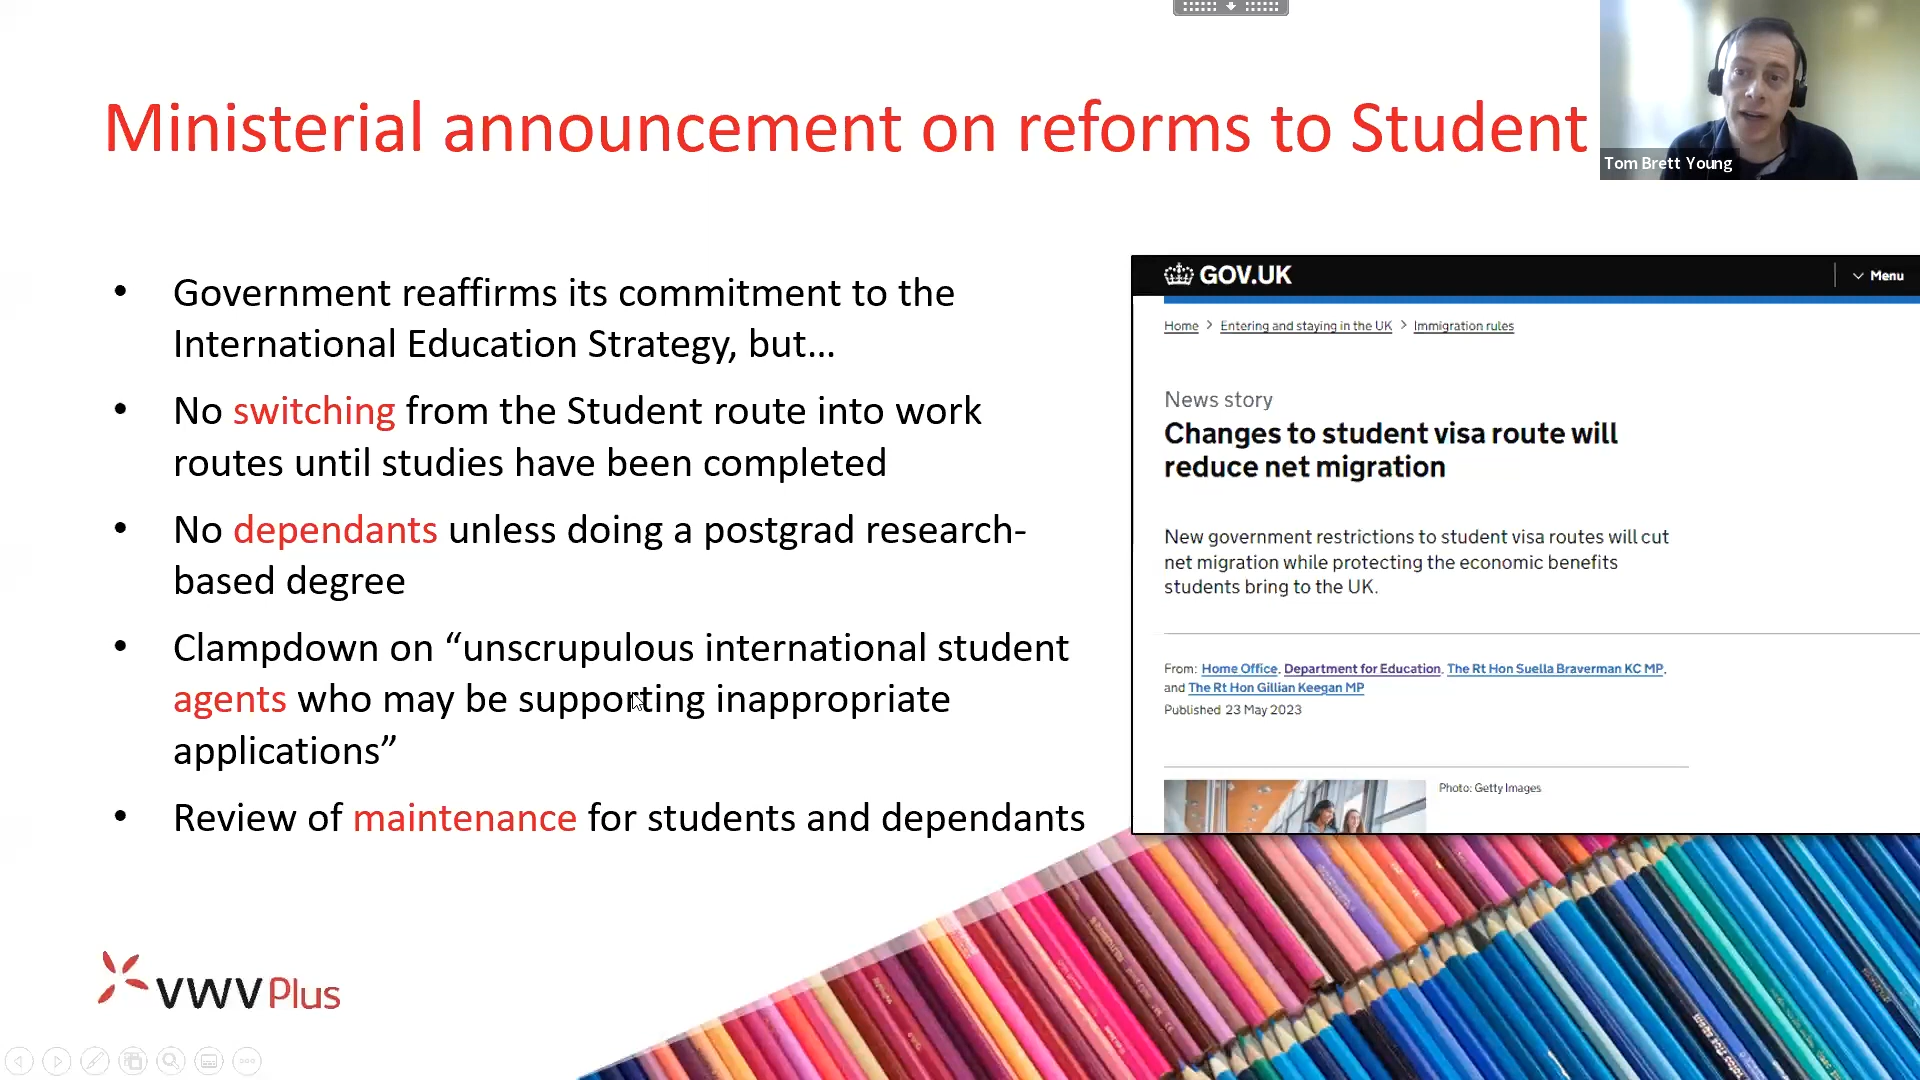 Ministerial announcement on reforms to Student
Tom Brett Young
• Government reaffirms its commitment to the
International Education Strategy, but…
• No switching from the Student route into work
routes until studies have been completed
• No dependants unless doing a postgrad research-
based degree
• Clampdown on “unscrupulous international student
agents who may be supporting inappropriate
applications”
• Review of maintenance for students and dependants
GOV.UK
Menu
Home > Entering and staying in the UK > Immigration rules
News story
Changes to student visa route will
reduce net migration
New government restrictions to student visa routes will cut
net migration while protecting the economic benefits
students bring to the UK.
From: Home Office, Department for Education, The Rt Hon Suella Braverman KC MP,
and The Rt Hon Gillian Keegan MP
Published 23 May 2023
Photo: Getty Images
VWV Plus